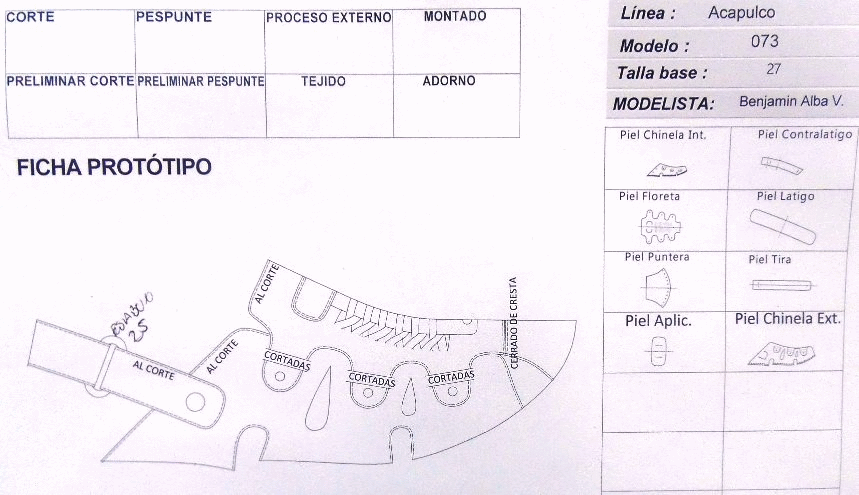 CORTE
PESPUNTE
PROCESO EXTERNO
MONTADO
PRELIMINAR CORTE
PRELIMINAR PESPUNTE
TEJIDO
ADORNO
FICHA PROTÓTIPO
Línea : Acapulco
Modelo : 073
Talla base : 27
MODELISTA: Benjamin Alba V.
Piel Chinela Int.
Piel Contralatigo
Piel Floreta
Piel Latigo
Piel Puntera
Piel Tira
Piel Aplic.
Piel Chinela Ext.
AL CORTE
AL CORTE
AL CORTE
CORTADAS
CORTADAS
CORTADAS
CERRADO DE CRESTA
25